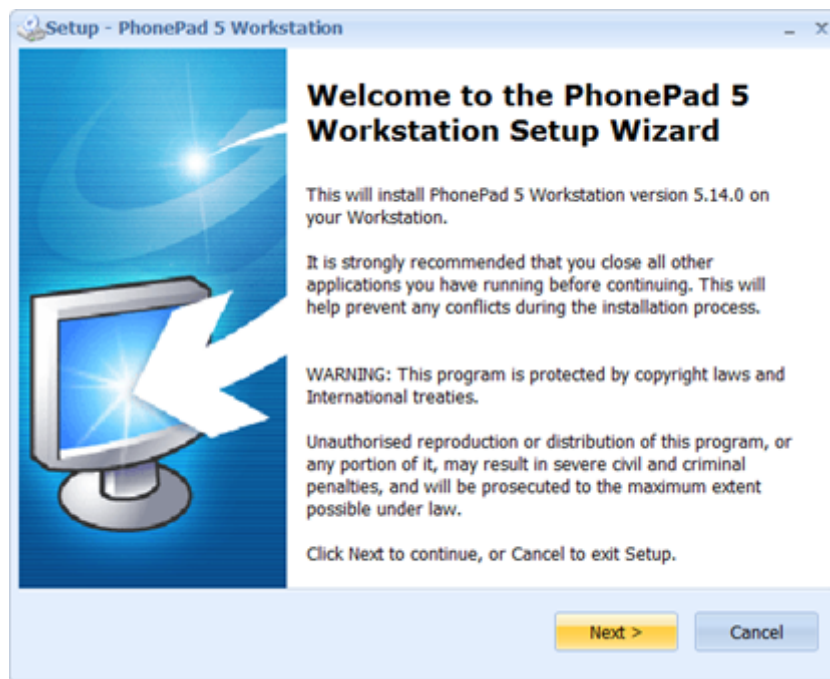 Setup - PhonePad 5 Workstation
Welcome to the PhonePad 5
Workstation Setup Wizard
This will install PhonePad 5 Workstation version 5.14.0 on
your Workstation.
It is strongly recommended that you close all other
applications you have running before continuing. This will
help prevent any conflicts during the installation process.
WARNING: This program is protected by copyright laws and
International treaties.
Unauthorised reproduction or distribution of this program, or
any portion of it, may result in severe civil and criminal
penalties, and will be prosecuted to the maximum extent
possible under law.
Click Next to continue, or Cancel to exit Setup.
Next >
Cancel